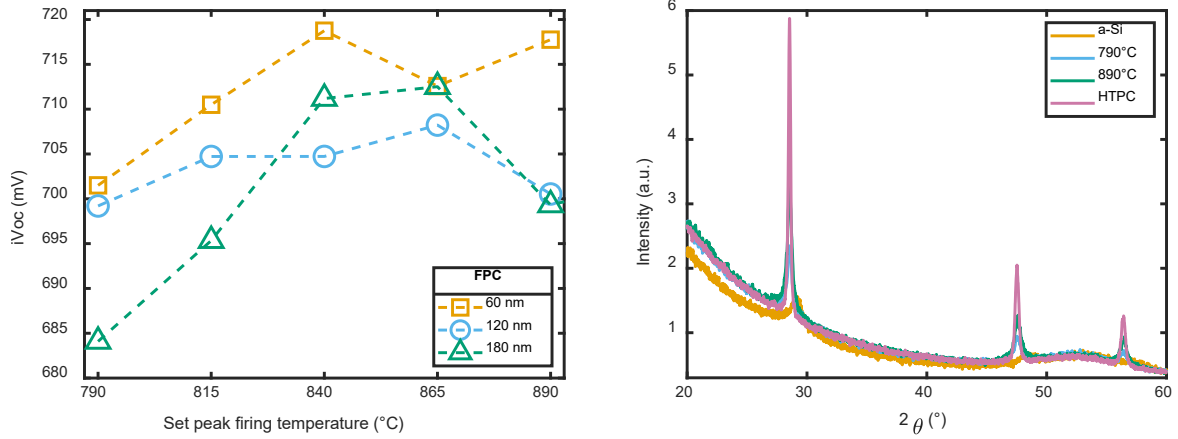 720
715
710
705
700
695
690
685
680
790
815
840
865
890
iVoc (mV)
Set peak firing temperature (°C)
FPC
60 nm
120 nm
180 nm
6
5
4
3
2
1
20
30
40
50
60
Intensity (a.u.)
2 θ (°)
a-Si
790°C
890°C
HTPC